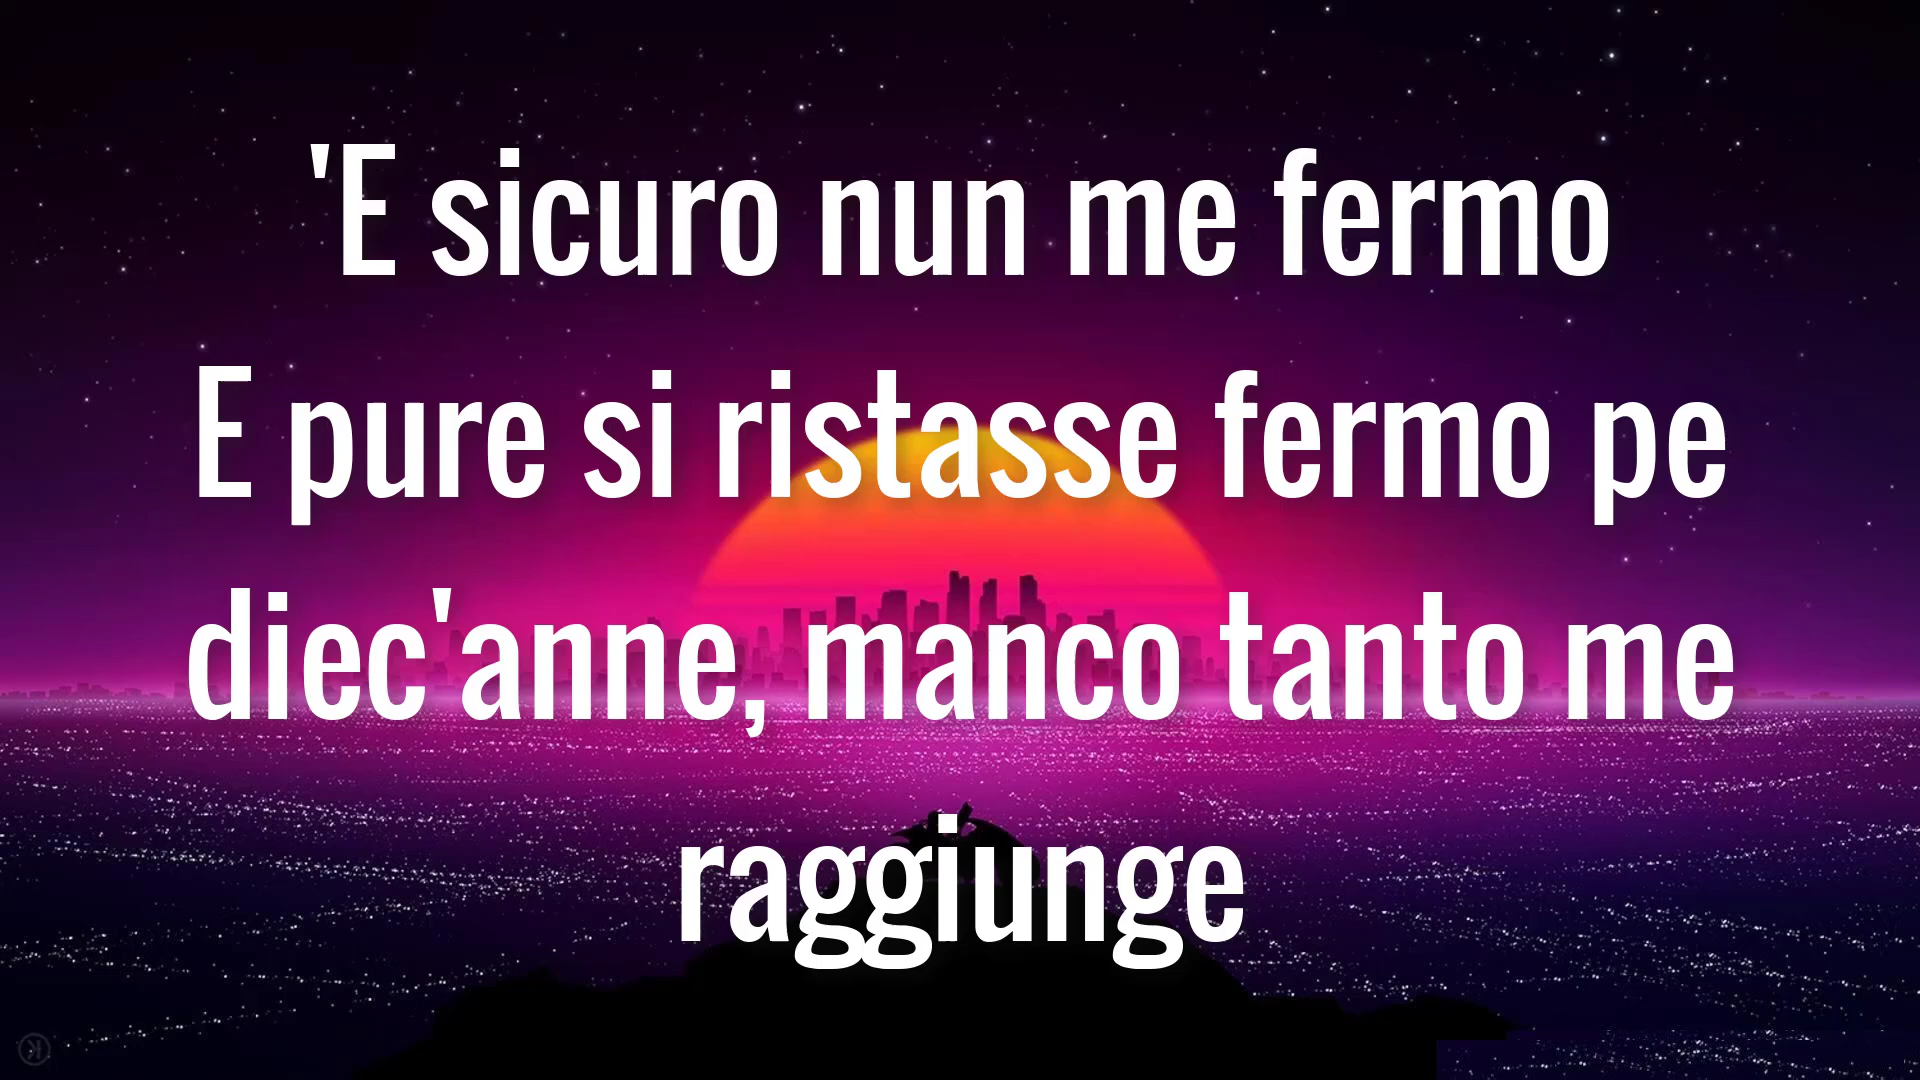 'E sicuro nun me fermo
E pure si ristasse fermo pe
diec'anne, manco tanto me
raggiunge